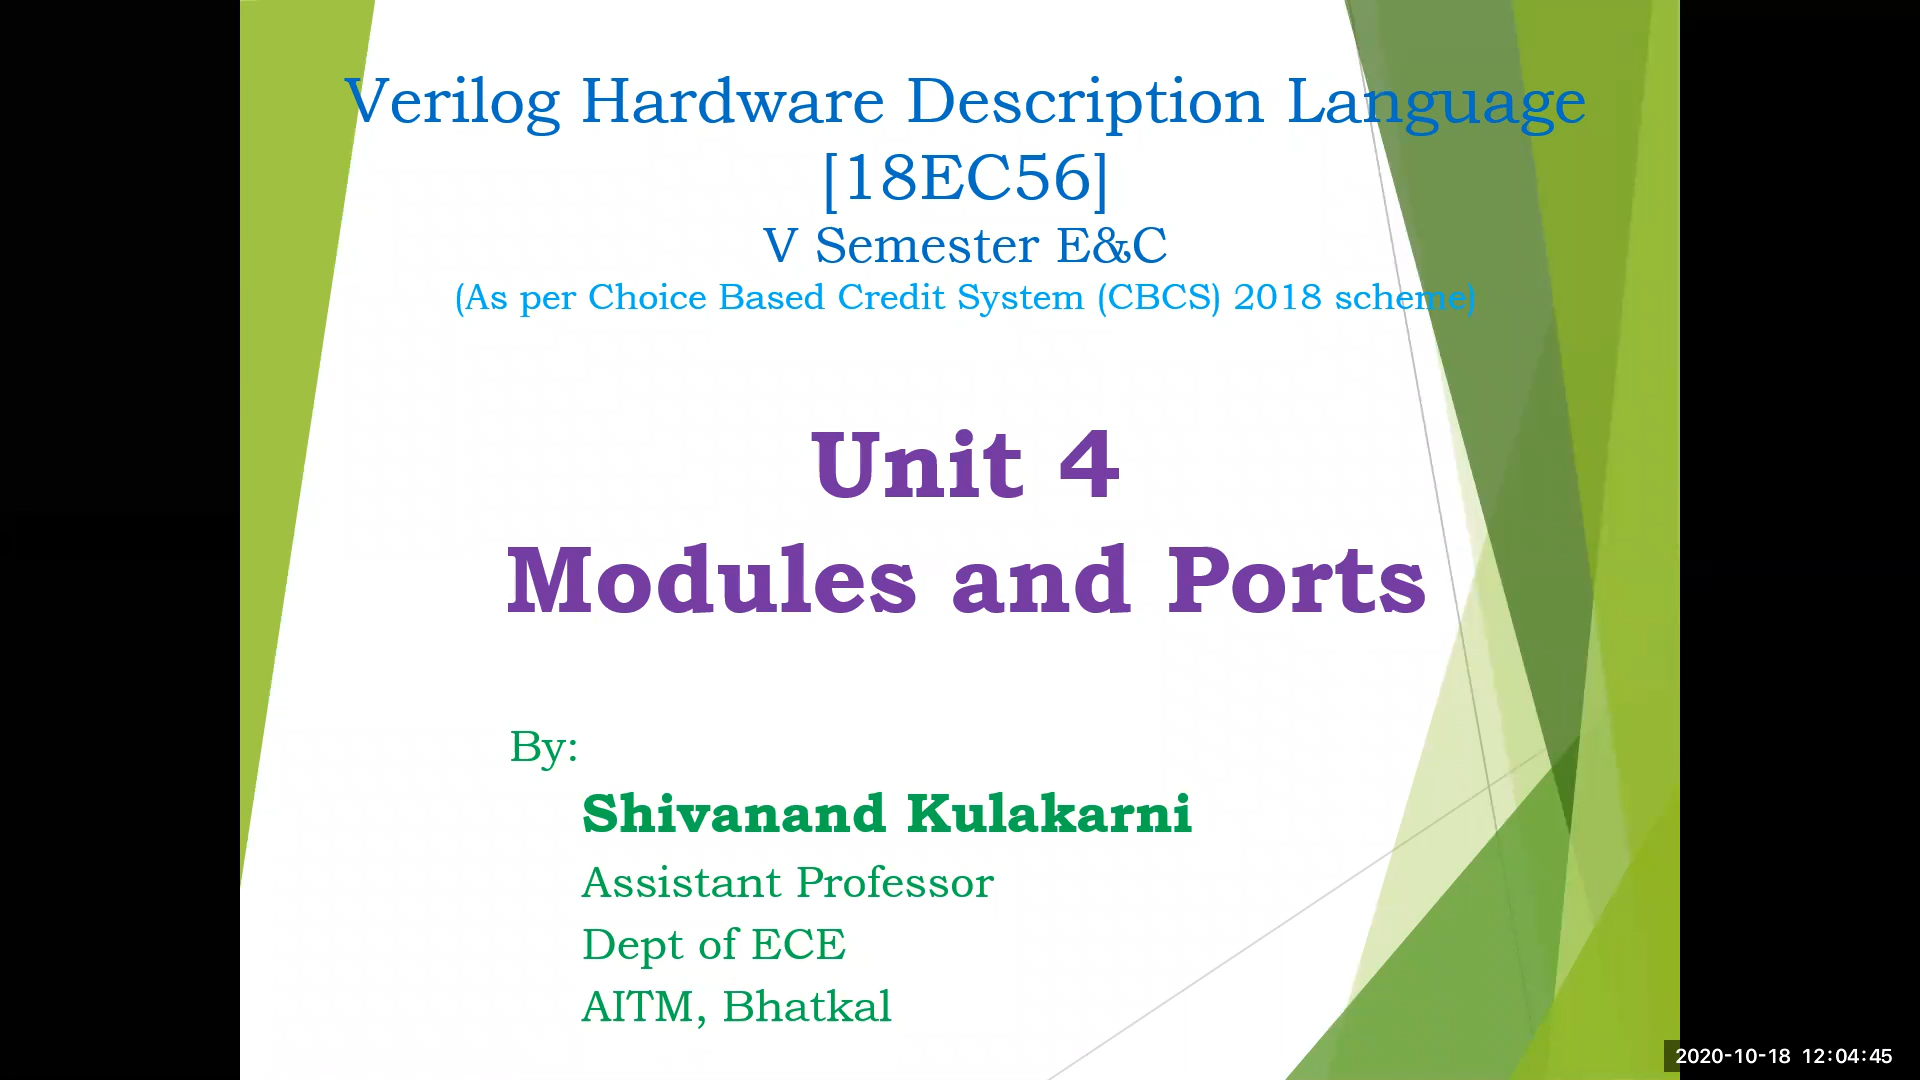 Verilog Hardware Description Language
[18EC56]
V Semester E&C
(As per Choice Based Credit System (CBCS) 2018 scheme)
Unit 4
Modules and Ports
By:
Shivanand Kulakarni
Assistant Professor
Dept of ECE
AITM, Bhatkal
2020-10-18 12:04:45